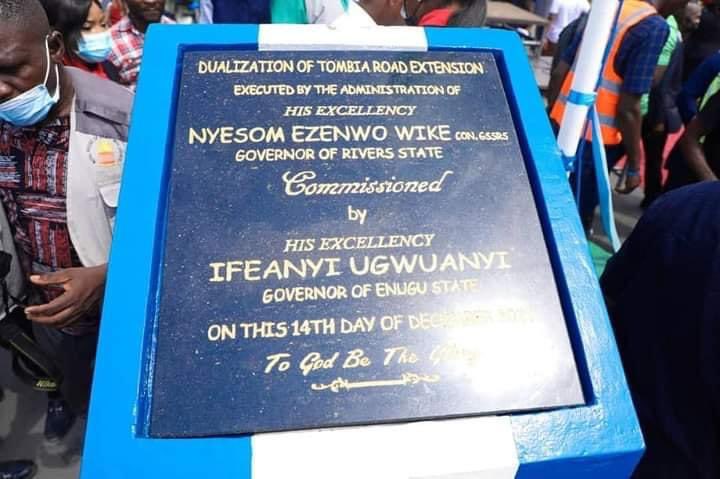 DUALIZATION OF TOMBIA ROAD EXTENSION
EXECUTED BY THE ADMINISTRATION OF
HIS EXCELLENCY
NYESOM EZENWO WIKE CON, GSSRS
GOVERNOR OF RIVERS STATE
Commissioned
by
HIS EXCELLENCY
IFEANYI UGWUANYI
GOVERNOR OF ENUGU STATE
ON THIS 14TH DAY OF DECEMBER
To God Be The Glory